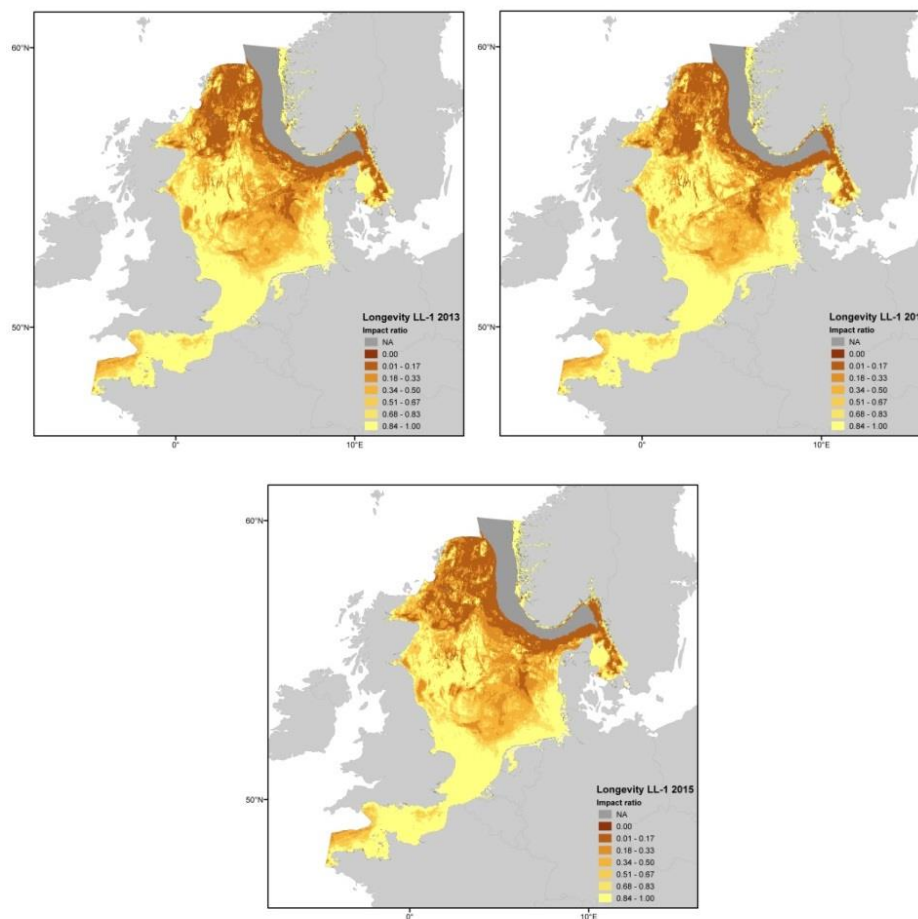 60°N
50°N
0°
10°E
Longevity LL-1 2013
Impact ratio
NA
0.00
0.01 - 0.17
0.18 - 0.33
0.34 - 0.50
0.51 - 0.67
0.68 - 0.83
0.84 - 1.00
60°N
50°N
0°
10°E
Longevity LL-1 201
Impact ratio
NA
0.00
0.01 - 0.17
0.18 - 0.33
0.34 - 0.50
0.51 - 0.67
0.68 - 0.83
0.84 - 1.00
60°N
50°N
0°
10°E
Longevity LL-1 2015
Impact ratio
NA
0.00
0.01 - 0.17
0.18 - 0.33
0.34 - 0.50
0.51 - 0.67
0.68 - 0.83
0.84 - 1.00